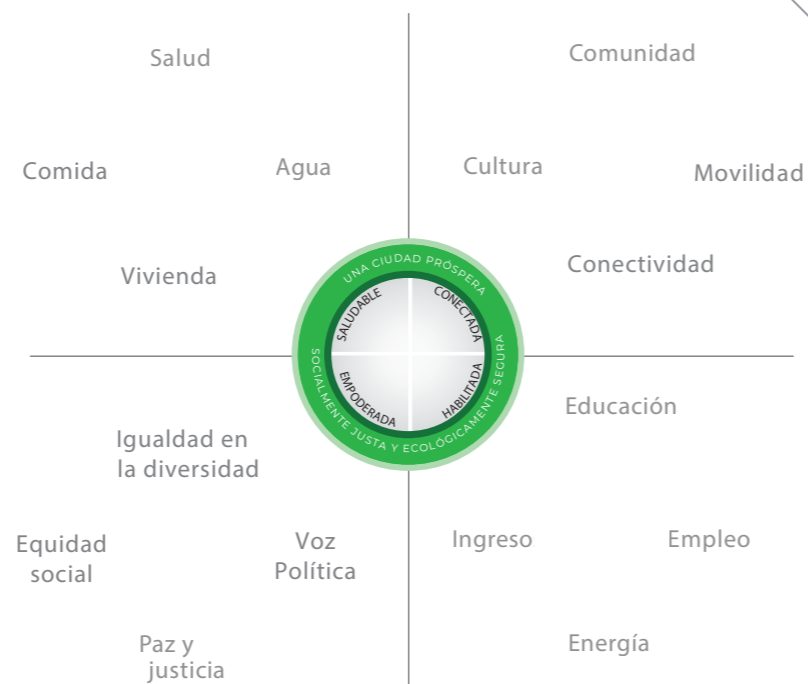 Salud
Comunidad
Comida
Agua
Cultura
Movilidad
Vivienda
Conectividad
UNA CIUDAD PRÓSPERA
SOCIALMENTE JUSTA Y ECOLÓGICAMENTE SEGURA
SALUDABLE
CONECTADA
EMPODERADA
HABILITADA
Igualdad en
la diversidad
Educación
Equidad
social
Voz
Política
Ingreso
Empleo
Paz y
justicia
Energía